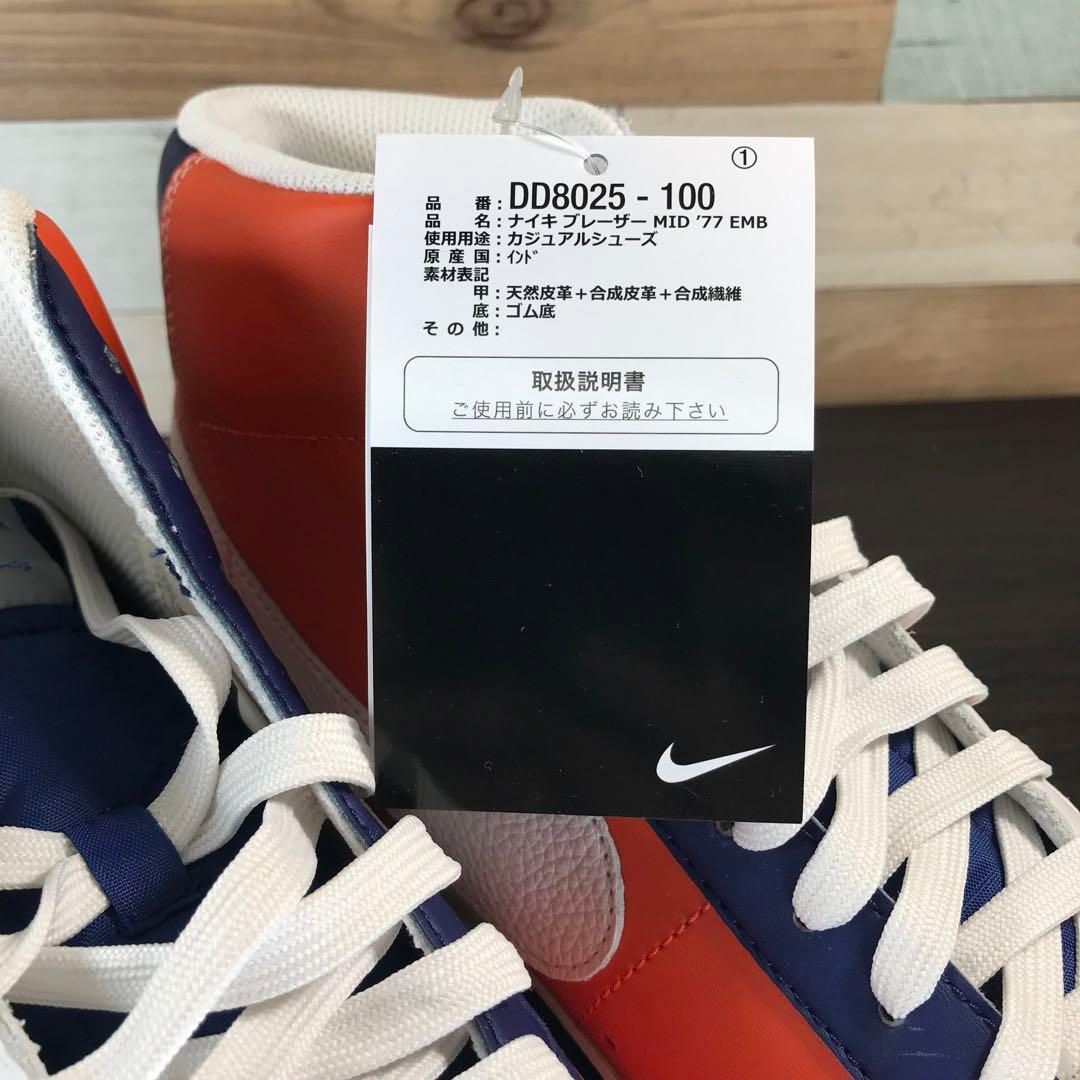 ①
品 番：DD8025 - 100
品 名：ナイキ ブレーザー MID ’77 EMB
使用用途：カジュアルシューズ
原 産 国：ｲﾝﾄﾞ
素材表記
甲：天然皮革＋合成皮革＋合成繊維
底：ゴム底
そ の 他：
取扱説明書
ご使用前に必ずお読み下さい